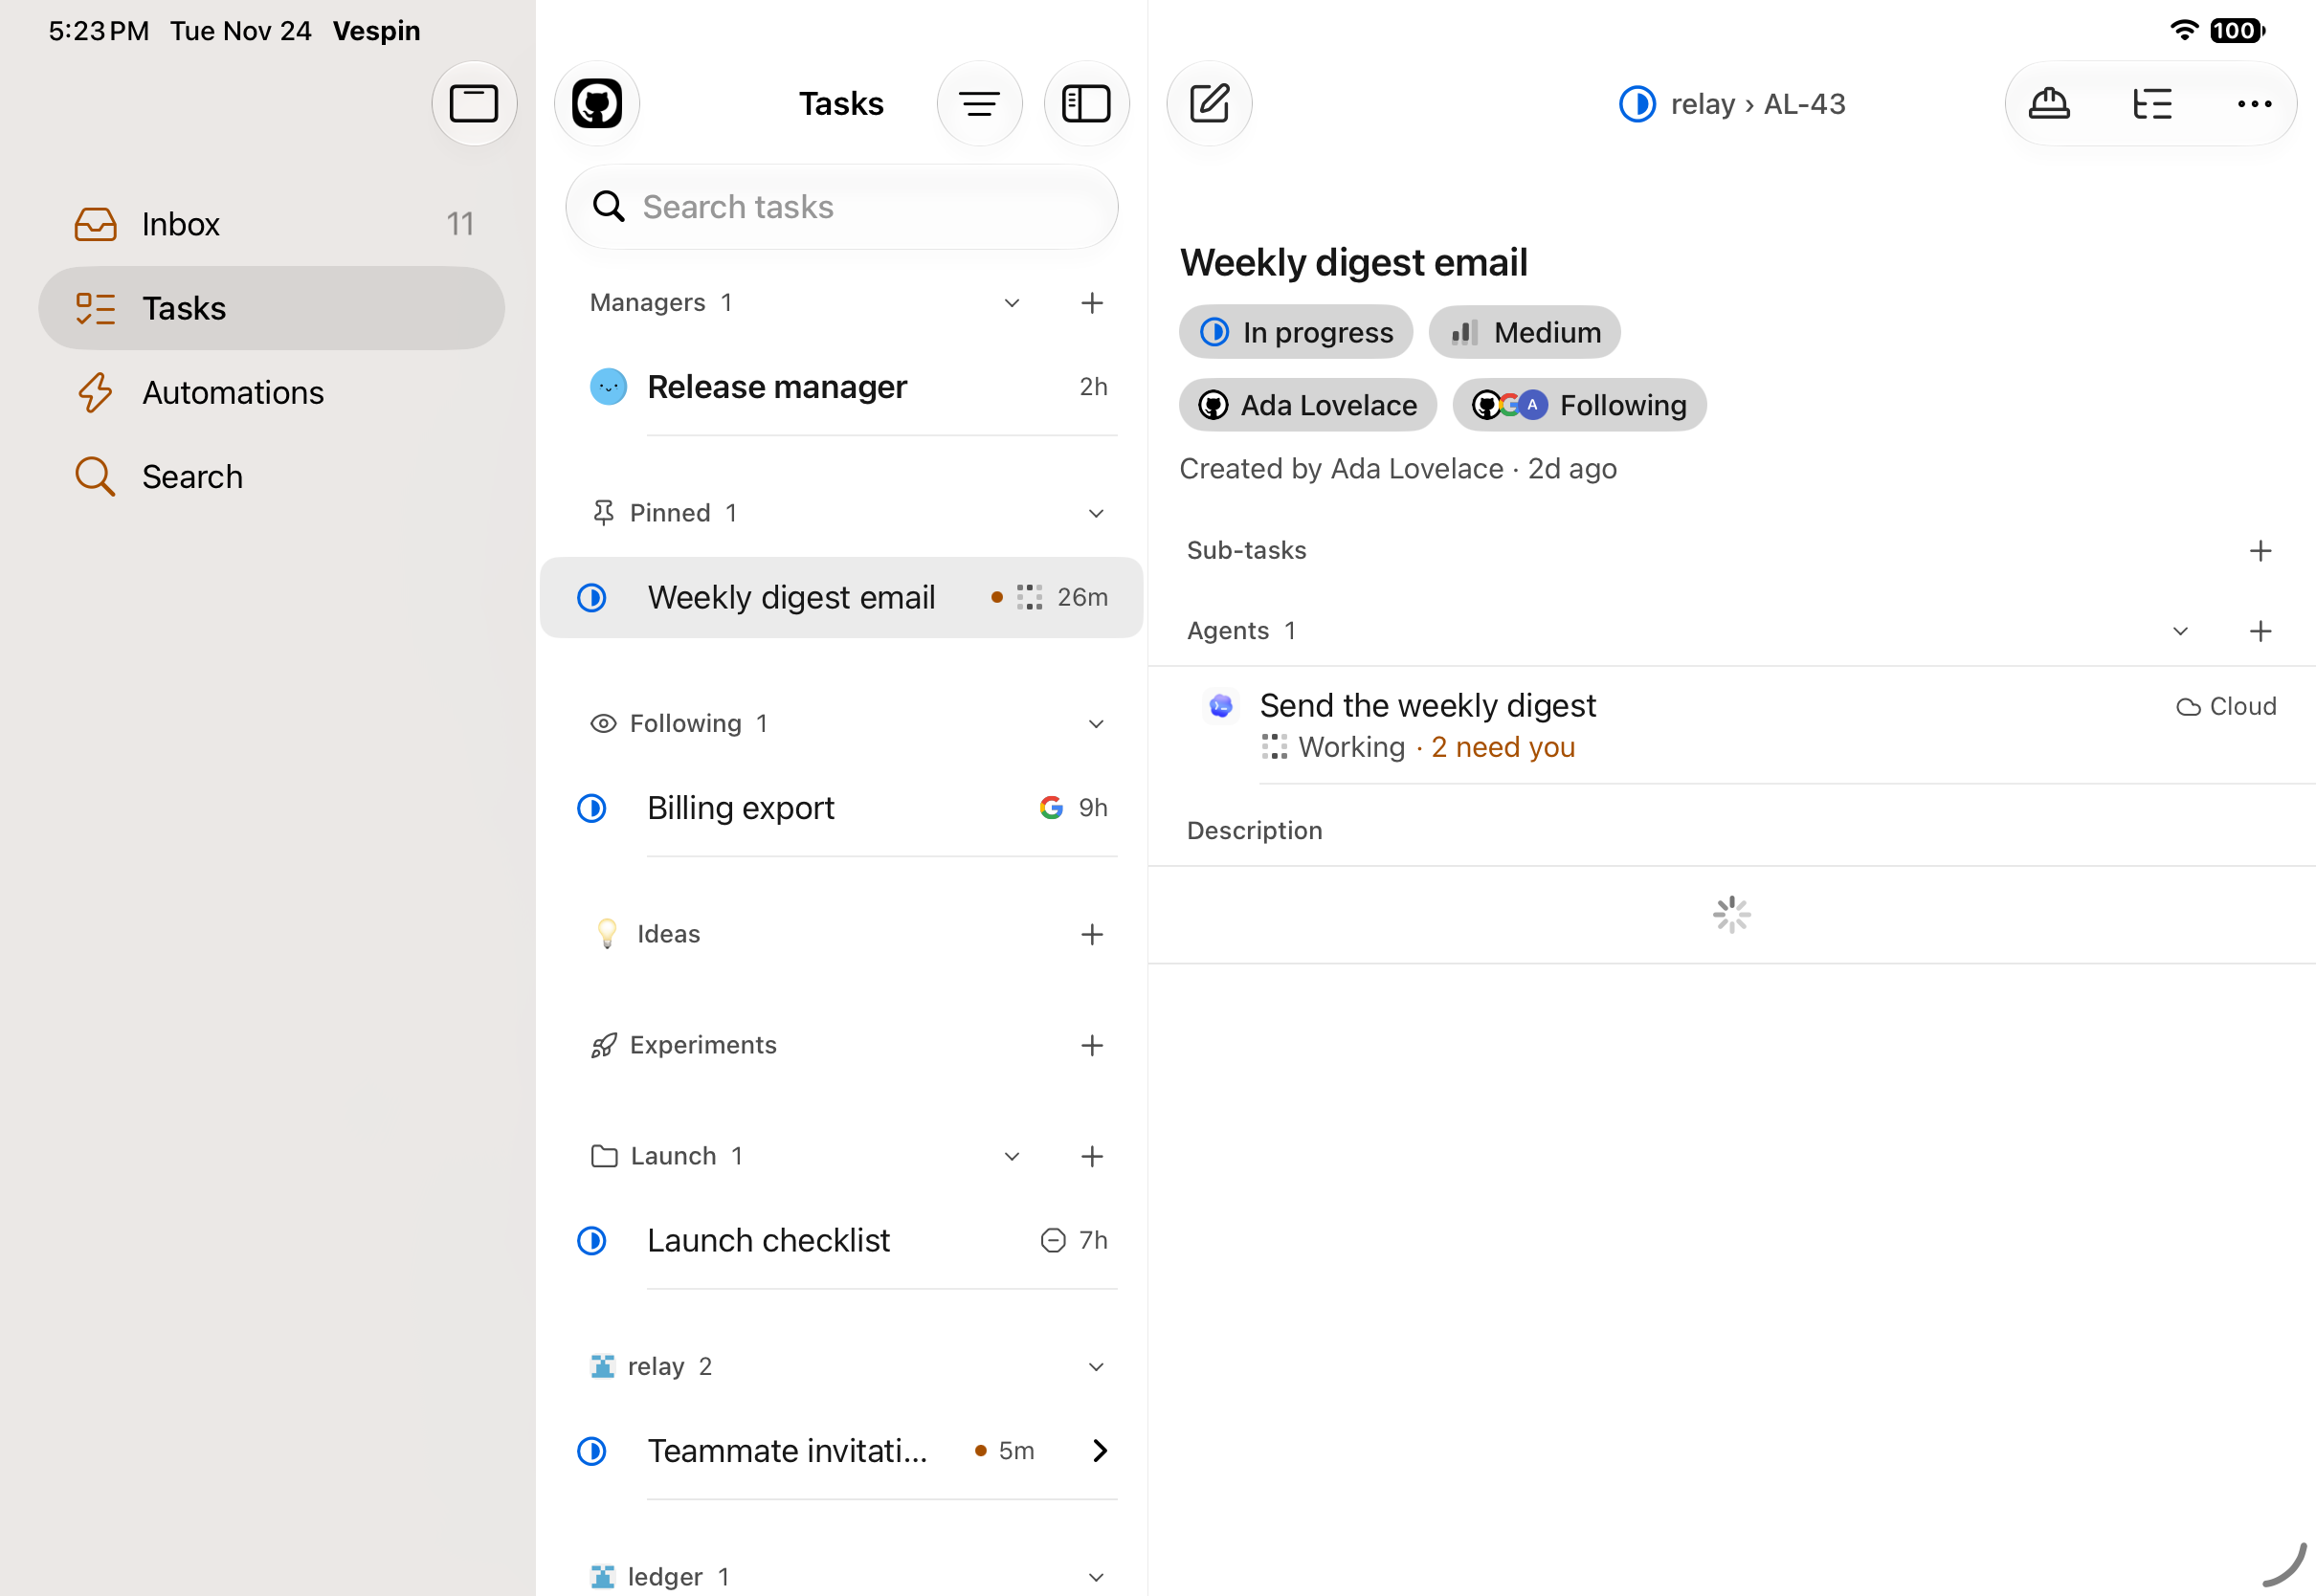 5:23 PM Tue Nov 24 Vespin
100
Inbox 11
Tasks
Automations
Search
Tasks
Search tasks
Managers 1
Release manager 2h
Pinned 1
Weekly digest email 26m
Following 1
Billing export 9h
Ideas
Experiments
Launch 1
Launch checklist 7h
relay 2
Teammate invitati... 5m
ledger 1
relay › AL-43
Weekly digest email
In progress Medium
Ada Lovelace A Following
Created by Ada Lovelace · 2d ago
Sub-tasks
Agents 1
Send the weekly digest Cloud
Working · 2 need you
Description